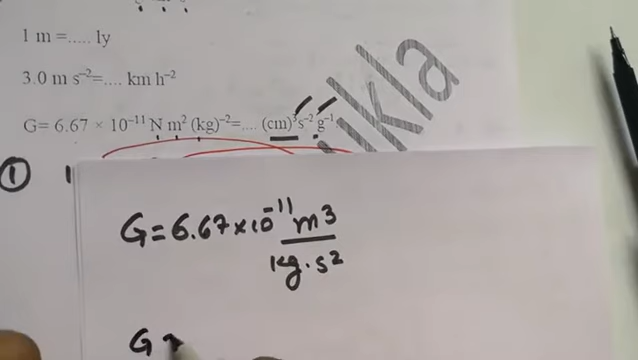 1 m =..... ly
3.0 m s⁻²=.... km h⁻²
G= 6.67 × 10⁻¹¹ N m² (kg)⁻²=.... (cm)³s⁻² g⁻¹
1
G=6.67×10⁻¹¹ m³
kg.s²
G